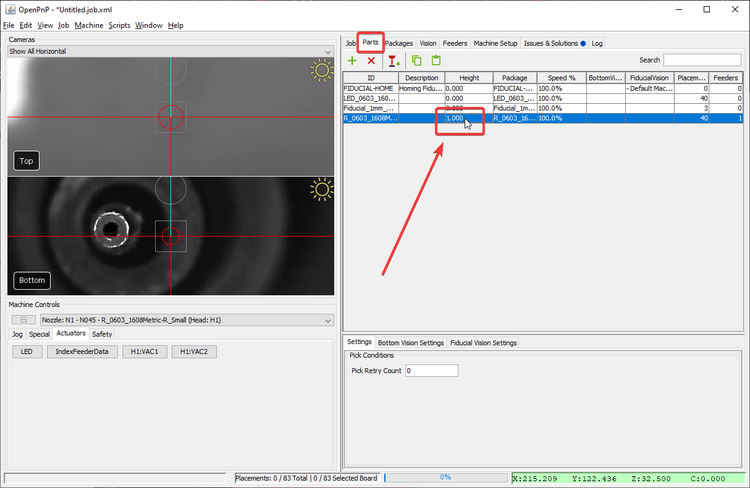 OpenPnP - *Untitled.job.xml
File Edit View Job Machine Scripts Window Help
Cameras
Show All Horizontal
Top
Bottom
Machine Controls
Nozzle: N1 - N045 - R_0603_1608Metric-R_Small (Head: H1)
Jog Special Actuators Safety
LED IndexFeederData H1:VAC1 H1:VAC2
Job Parts Packages Vision Feeders Machine Setup Issues & Solutions Log
Search
ID Description Height Package Speed % BottomVi... FiducialVision Placem... Feeders
FIDUCIAL-HOME Homing Fidu... 0.000 FIDUCIAL-... 100.0% - Default Mac... 0 0
LED_0603_160... 0.000 LED_0603_... 100.0% 40 0
Fiducial_1mm_... 0.000 Fiducial_1m... 100.0% 3 0
R_0603_1608M... 1.000 R_0603_16... 100.0% 40 1
Settings Bottom Vision Settings Fiducial Vision Settings
Pick Conditions
Pick Retry Count 0
Placements: 0 / 83 Total | 0 / 83 Selected Board 0% X:215.209 Y:122.436 Z:32.500 C:0.000